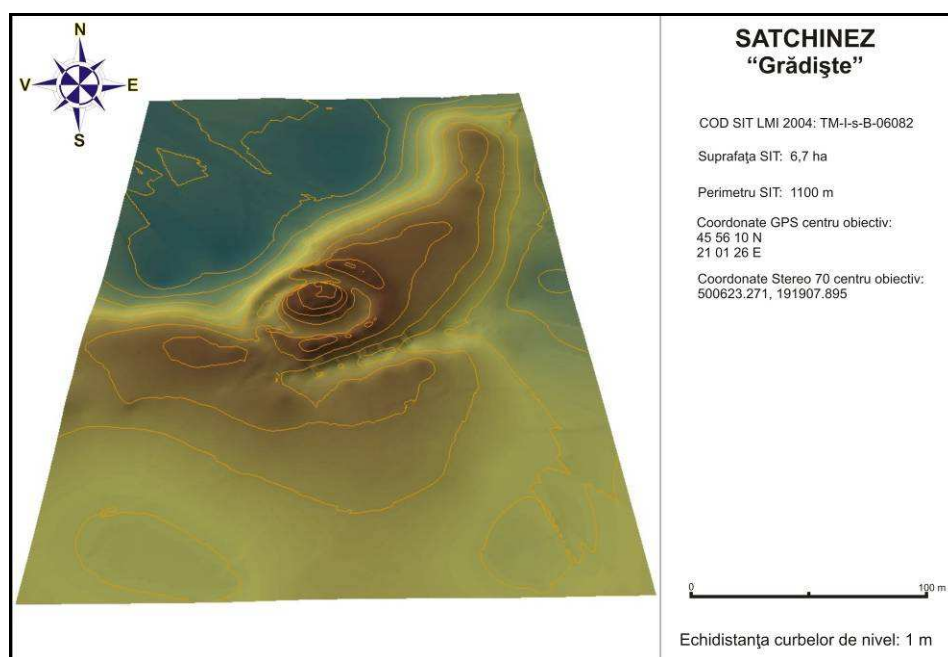 N
V E
S
SATCHINEZ
“Grădişte”
COD SIT LMI 2004: TM-I-s-B-06082
Suprafaţa SIT: 6,7 ha
Perimetru SIT: 1100 m
Coordonate GPS centru obiectiv:
45 56 10 N
21 01 26 E
Coordonate Stereo 70 centru obiectiv:
500623.271, 191907.895
0 100 m
Echidistanţa curbelor de nivel: 1 m